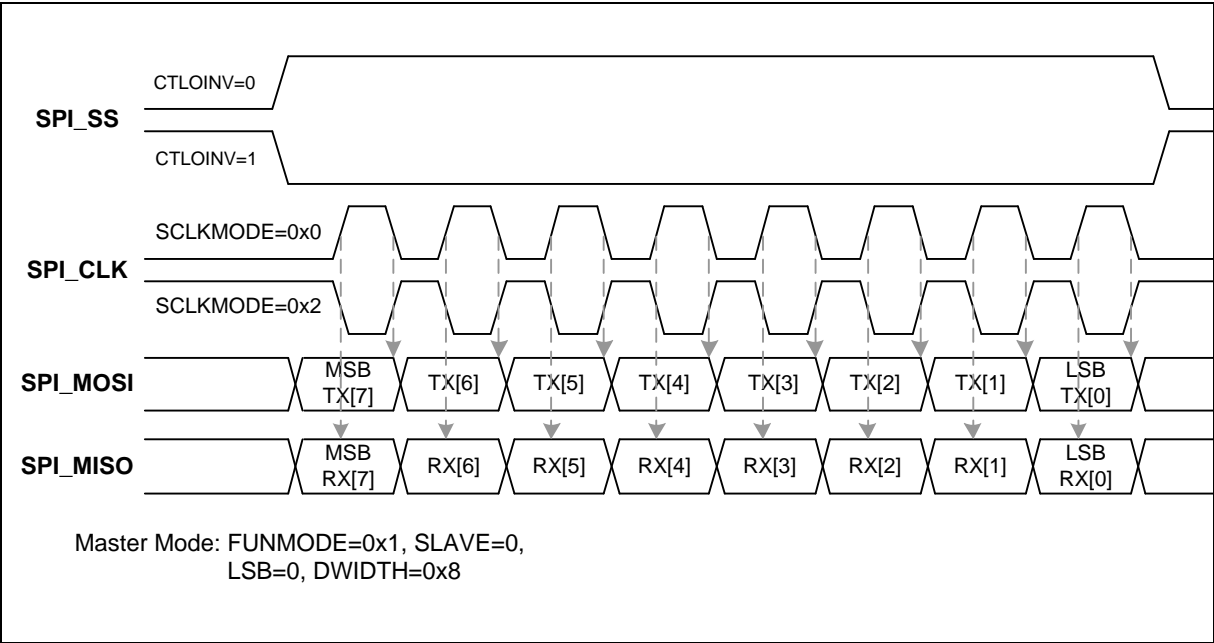 CTLOINV=0
SPI_SS
CTLOINV=1
SCLKMODE=0x0
SPI_CLK
SCLKMODE=0x2
SPI_MOSI
MSB TX[7] TX[6] TX[5] TX[4] TX[3] TX[2] TX[1] LSB TX[0]
SPI_MISO
MSB RX[7] RX[6] RX[5] RX[4] RX[3] RX[2] RX[1] LSB RX[0]
Master Mode: FUNMODE=0x1, SLAVE=0,
LSB=0, DWIDTH=0x8